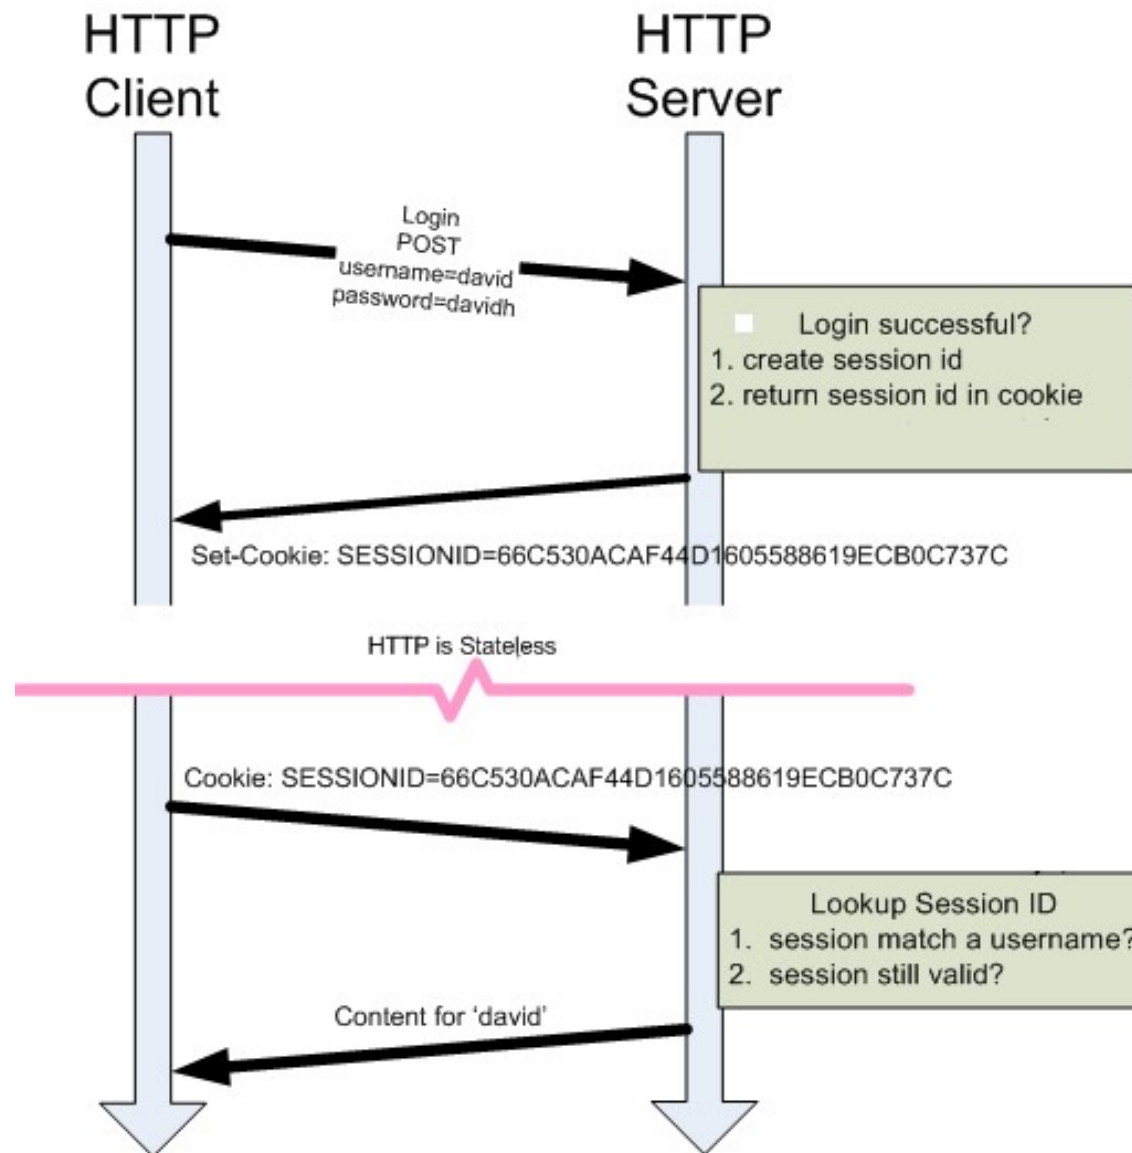 HTTP
Client
HTTP
Server
Login
POST
username=david
password=davidh
Login successful?
1. create session id
2. return session id in cookie
Set-Cookie: SESSIONID=66C530ACAF44D1605588619ECB0C737C
HTTP is Stateless
Cookie: SESSIONID=66C530ACAF44D1605588619ECB0C737C
Lookup Session ID
1. session match a username?
2. session still valid?
Content for ‘david’